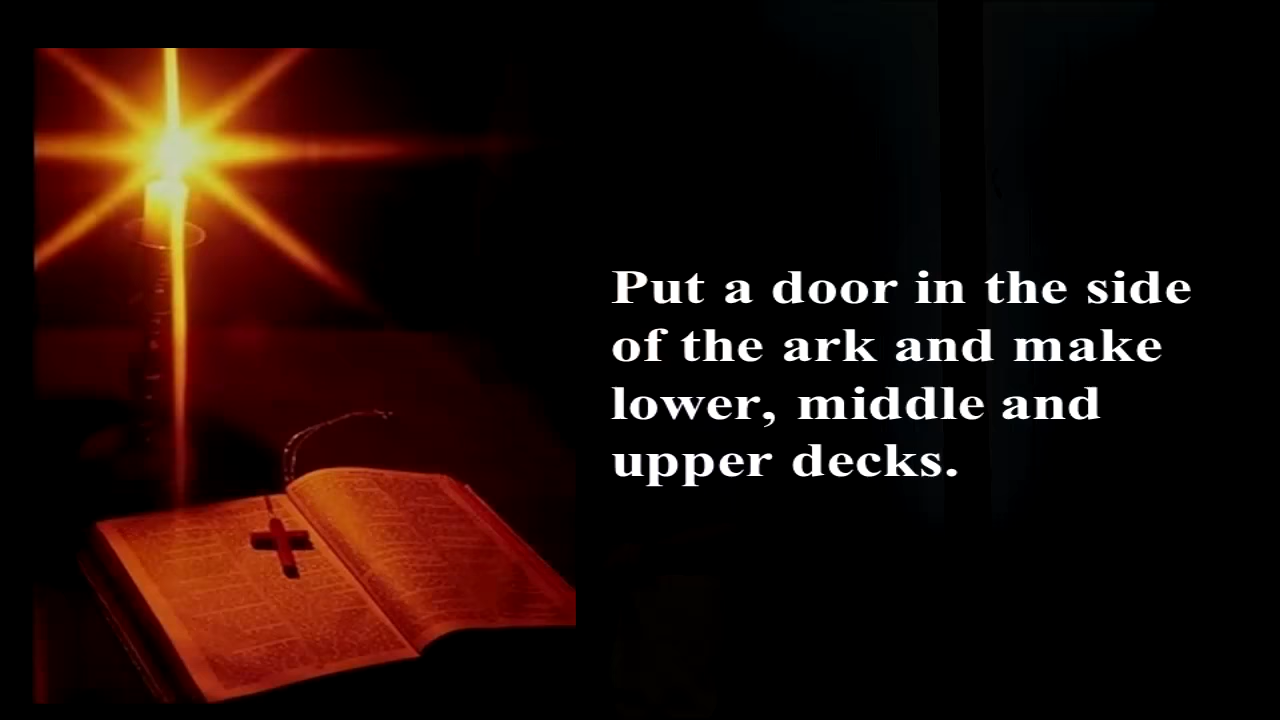 Put a door in the side
of the ark and make
lower, middle and
upper decks.